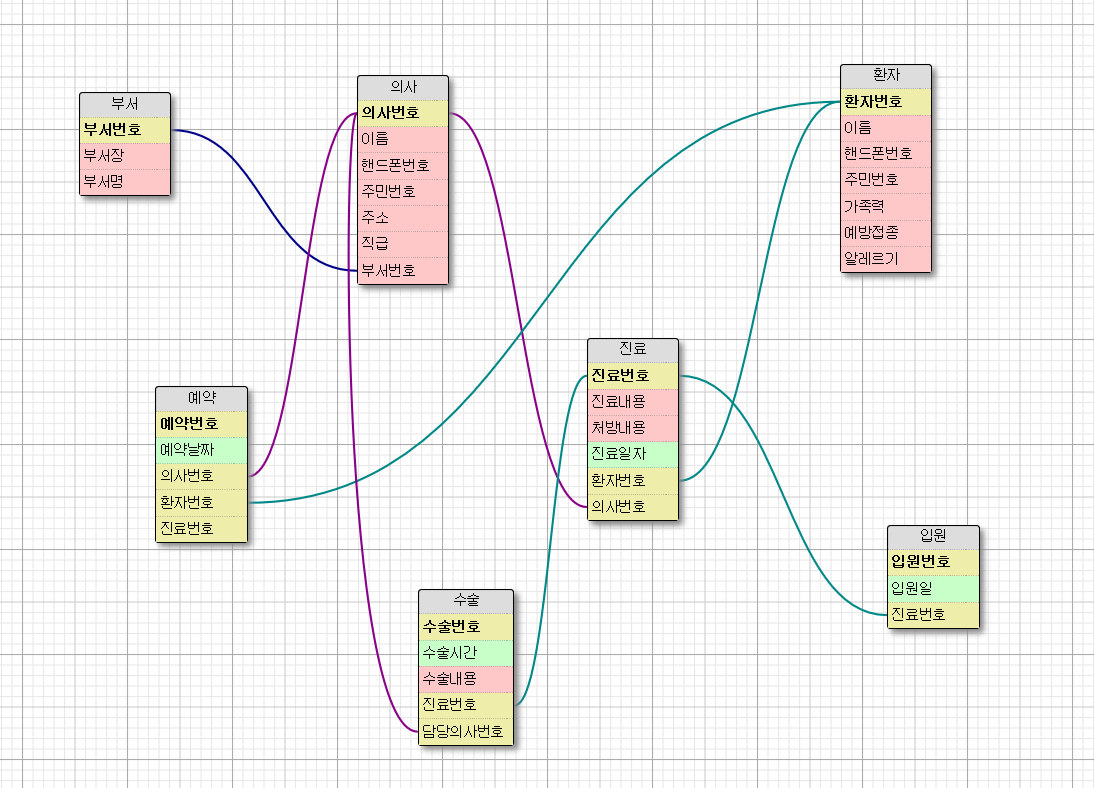 부서
부서번호
부서장
부서명
의사
의사번호
이름
핸드폰번호
주민번호
주소
직급
부서번호
환자
환자번호
이름
핸드폰번호
주민번호
가족력
예방접종
알레르기
예약
예약번호
예약날짜
의사번호
환자번호
진료번호
진료
진료번호
진료내용
처방내용
진료일자
환자번호
의사번호
수술
수술번호
수술시간
수술내용
진료번호
담당의사번호
입원
입원번호
입원일
진료번호